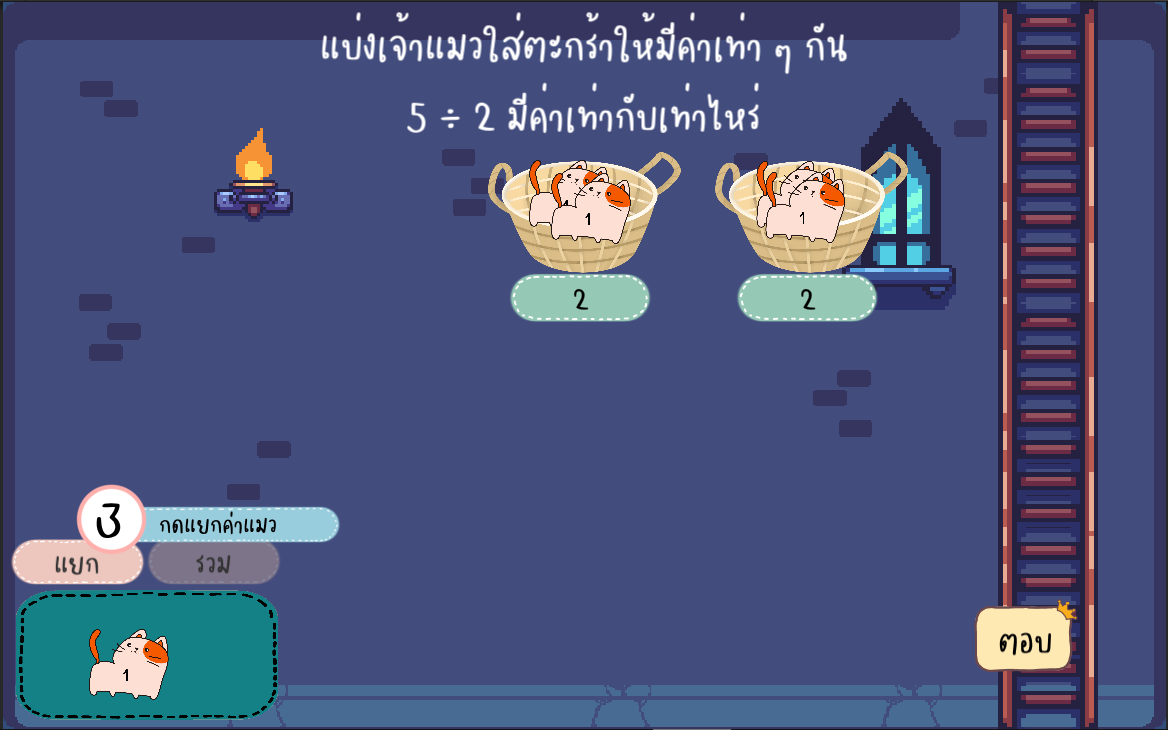 แบ่งเจ้าแมวใส่ตะกร้าให้มีค่าเท่า ๆ กัน
5 ÷ 2 มีค่าเท่ากับเท่าไหร่
1 1
2 2
3 กดแยกค่าแมว
แยก รวม
1
ตอบ